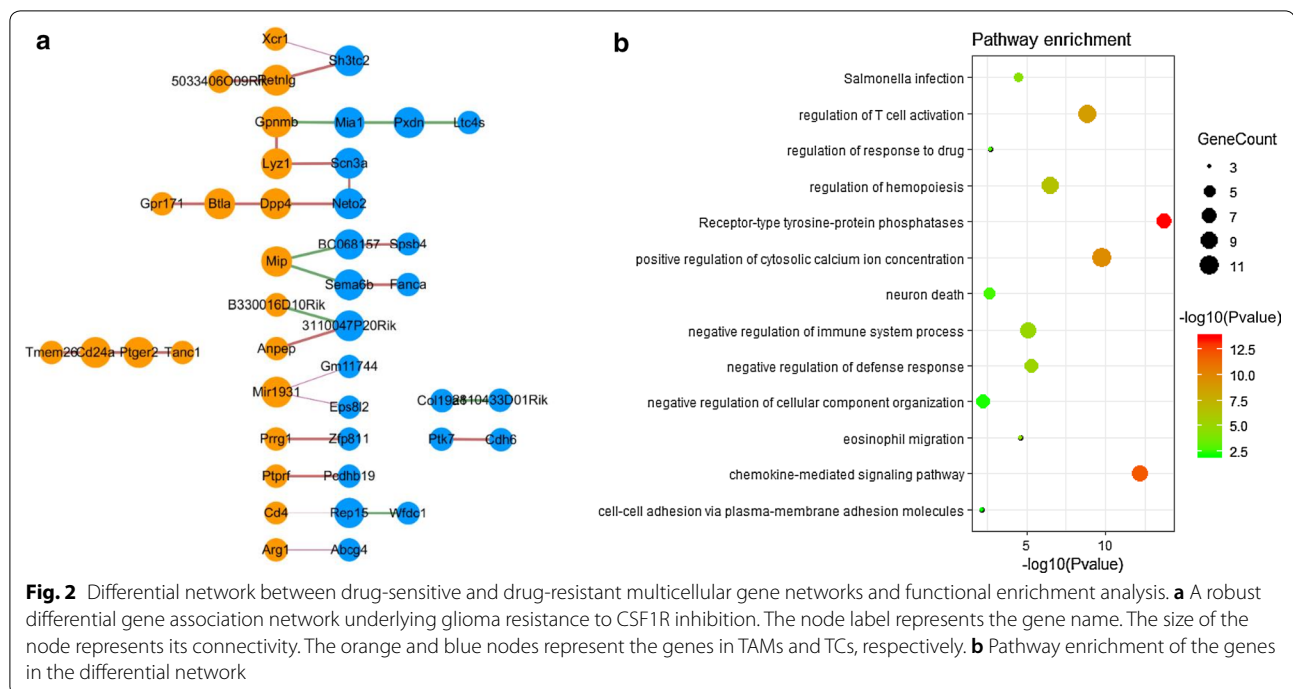 a
Xcr1
Sh3tc2
5033406O09Rik
Retnlg
Gpnmb
Mia1
Pxdn
Ltc4s
Lyz1
Scn3a
Gpr171
Btla
Dpp4
Neto2
BC068157
Spsb4
Mip
Sema6b
Fanca
B330016D10Rik
3110047P20Rik
Anpep
Tmem26
Cd24a
Ptger2
Tanc1
Gm11744
Mir1931
Eps8l2
Prrg1
Zfp811
Ptk7
Cdh6
Ptprf
Pcdhb19
Cd4
Rep15
Wfdc1
Arg1
Abcg4
b
Pathway enrichment
Salmonella infection
regulation of T cell activation
regulation of response to drug
regulation of hemopoiesis
Receptor-type tyrosine-protein phosphatases
positive regulation of cytosolic calcium ion concentration
neuron death
negative regulation of immune system process
negative regulation of defense response
negative regulation of cellular component organization
eosinophil migration
chemokine-mediated signaling pathway
cell-cell adhesion via plasma-membrane adhesion molecules
5 10
-log10(Pvalue)
GeneCount
3
5
7
9
11
-log10(Pvalue)
12.5
10.0
7.5
5.0
2.5
Fig. 2 Differential network between drug-sensitive and drug-resistant multicellular gene networks and functional enrichment analysis. a A robust
differential gene association network underlying glioma resistance to CSF1R inhibition. The node label represents the gene name. The size of the
node represents its connectivity. The orange and blue nodes represent the genes in TAMs and TCs, respectively. b Pathway enrichment of the genes
in the differential network